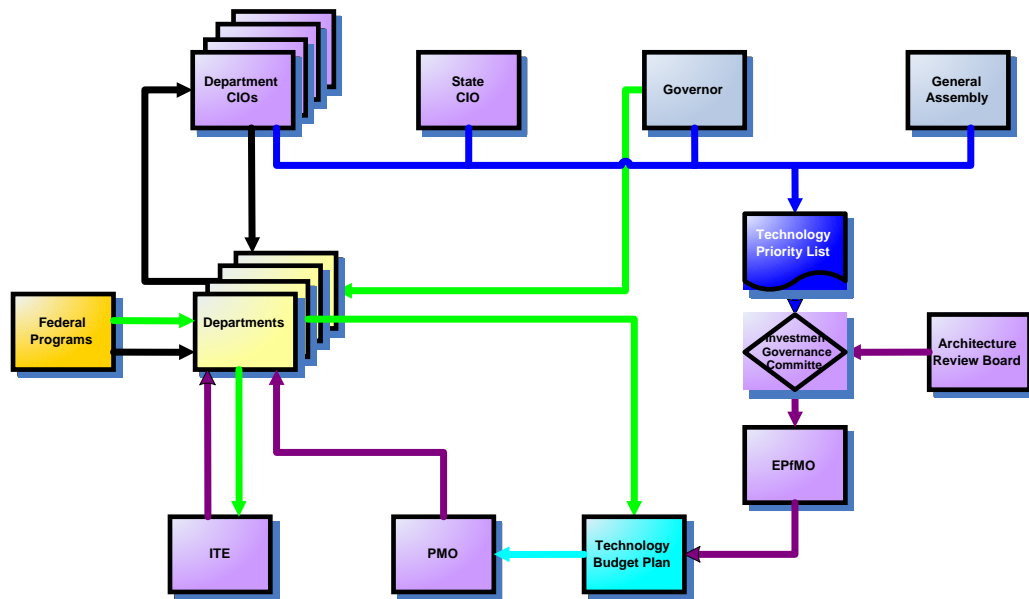 Department
CIOs
State
CIO
Governor
General
Assembly
Technology
Priority List
Federal
Programs
Departments
Investmen
Governance
Committe
Architecture
Review Board
EPfMO
ITE
PMO
Technology
Budget Plan